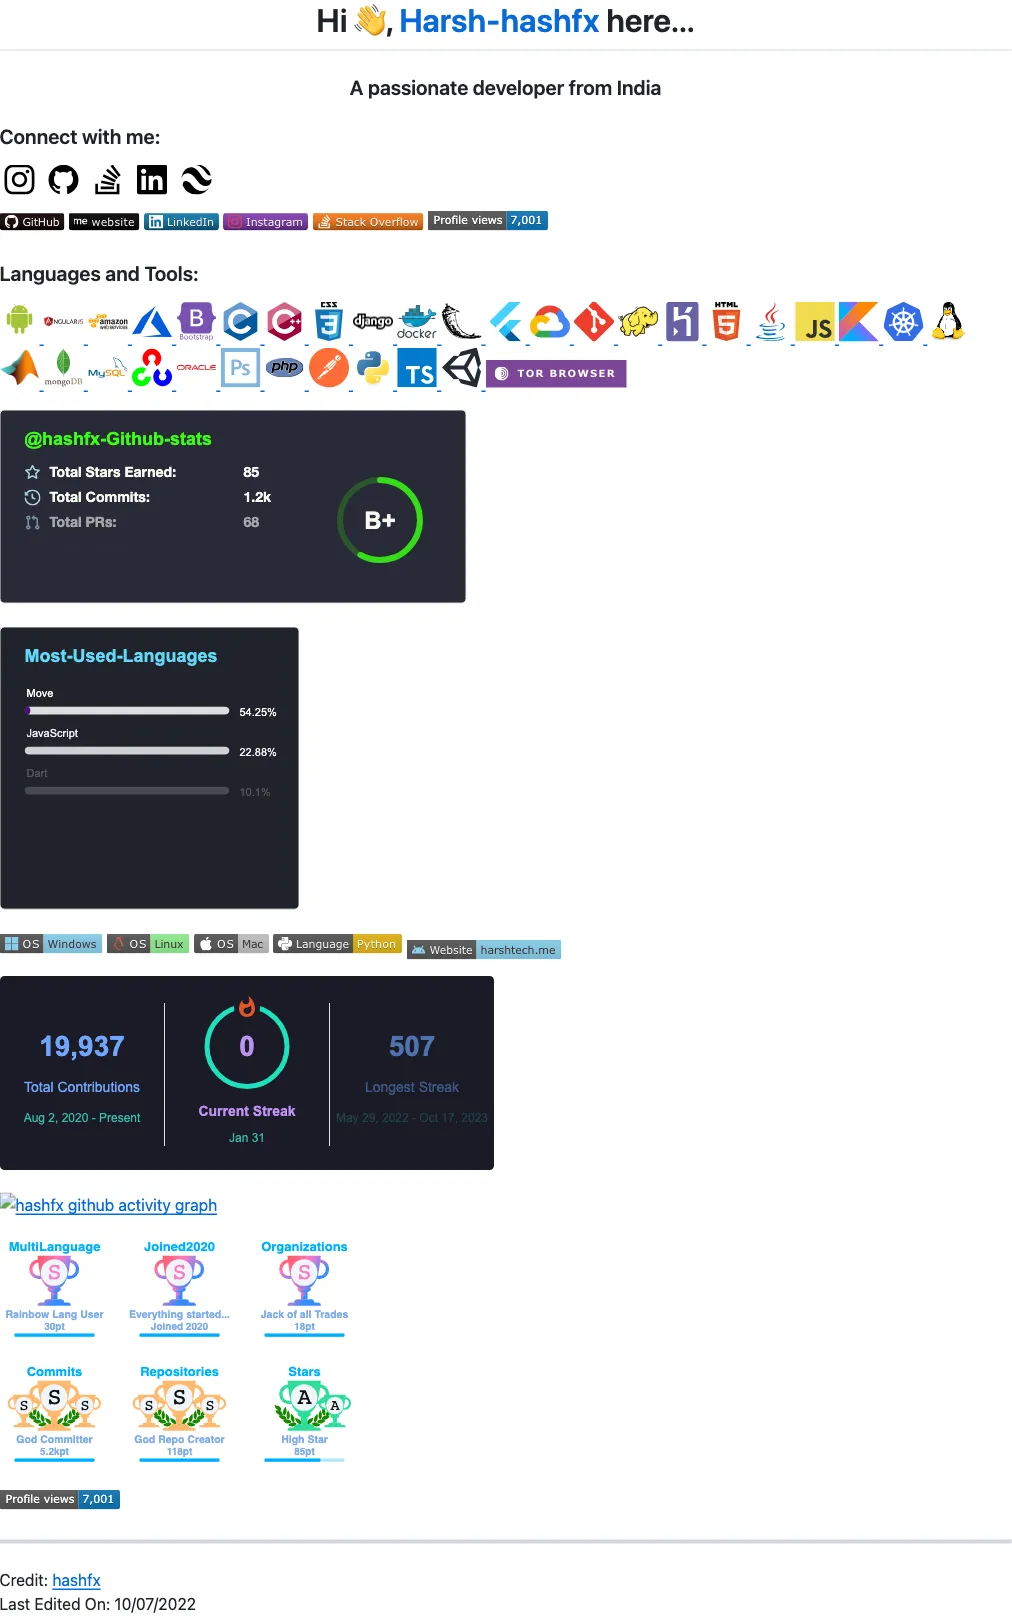 Hi 👋, Harsh-hashfx here...
A passionate developer from India
Connect with me:
GitHub me website LinkedIn Instagram Stack Overflow Profile views 7,001
Languages and Tools:
ANGULARJS amazon web services B Bootstrap C C++ CSS 3 django docker HTML 5 Java JS
mongoDB MySQL ORACLE Ps php TS TOR BROWSER
@hashfx-Github-stats
Total Stars Earned: 85
Total Commits: 1.2k
Total PRs: 68
B+
Most-Used-Languages
Move
54.25%
JavaScript
22.88%
Dart
10.1%
OS Windows OS Linux OS Mac Language Python Website harshtech.me
19,937
Total Contributions
Aug 2, 2020 - Present
0
Current Streak
Jan 31
507
Longest Streak
May 29, 2022 - Oct 17, 2023
hashfx github activity graph
MultiLanguage Joined2020 Organizations
S S S
Rainbow Lang User Everything started... Jack of all Trades
30pt Joined 2020 18pt
Commits Repositories Stars
S S S S S S A A
God Committer God Repo Creator High Star
5.2kpt 118pt 85pt
Profile views 7,001
Credit: hashfx
Last Edited On: 10/07/2022